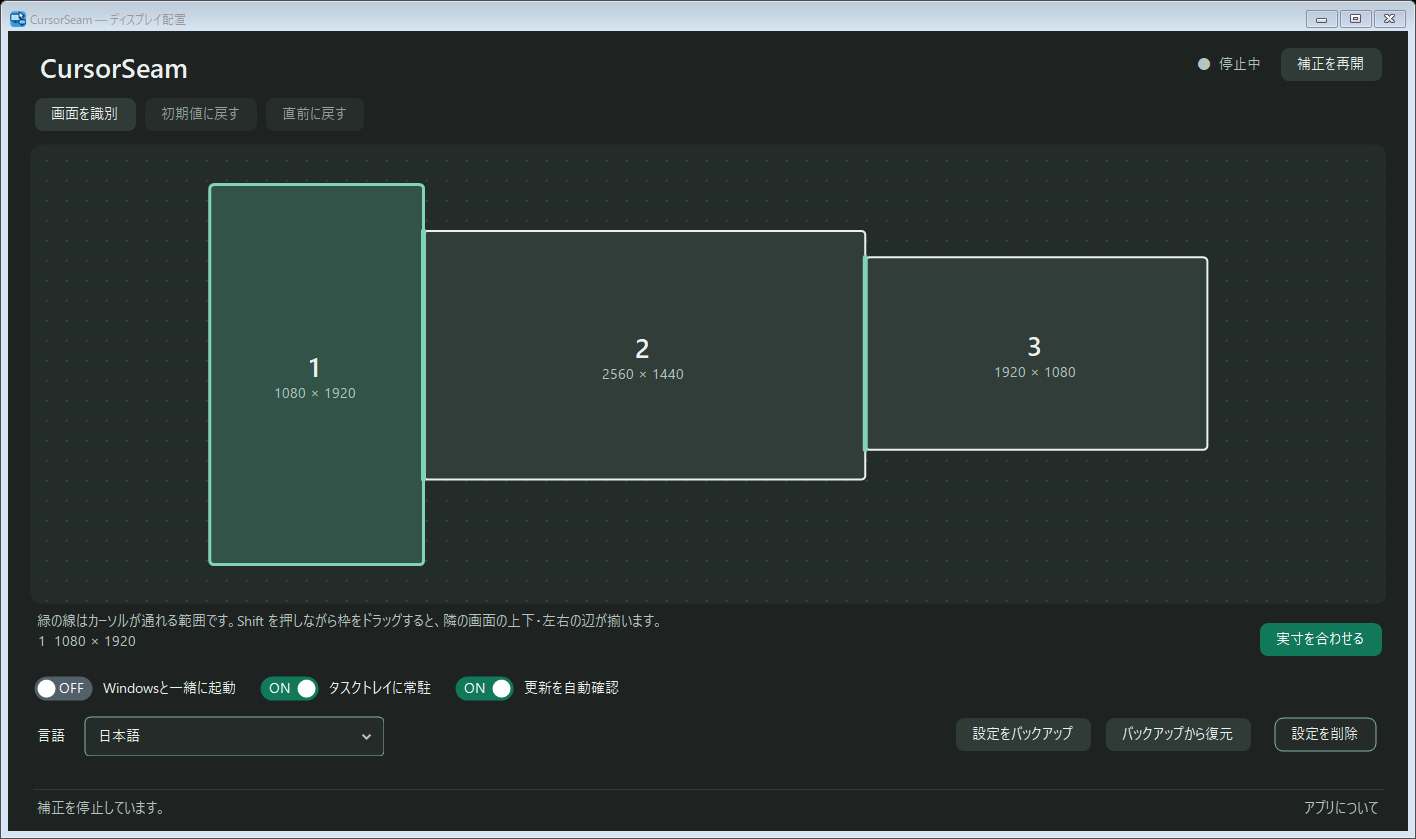 CursorSeam — ディスプレイ配置
CursorSeam
停止中
補正を再開
画面を識別
初期値に戻す
直前に戻す
1
1080 × 1920
2
2560 × 1440
3
1920 × 1080
緑の線はカーソルが通れる範囲です。Shift を押しながら枠をドラッグすると、隣の画面の上下・左右の辺が揃います。
1 1080 × 1920
実寸を合わせる
OFF Windowsと一緒に起動
ON タスクトレイに常駐
ON 更新を自動確認
言語
日本語
設定をバックアップ
バックアップから復元
設定を削除
補正を停止しています。
アプリについて